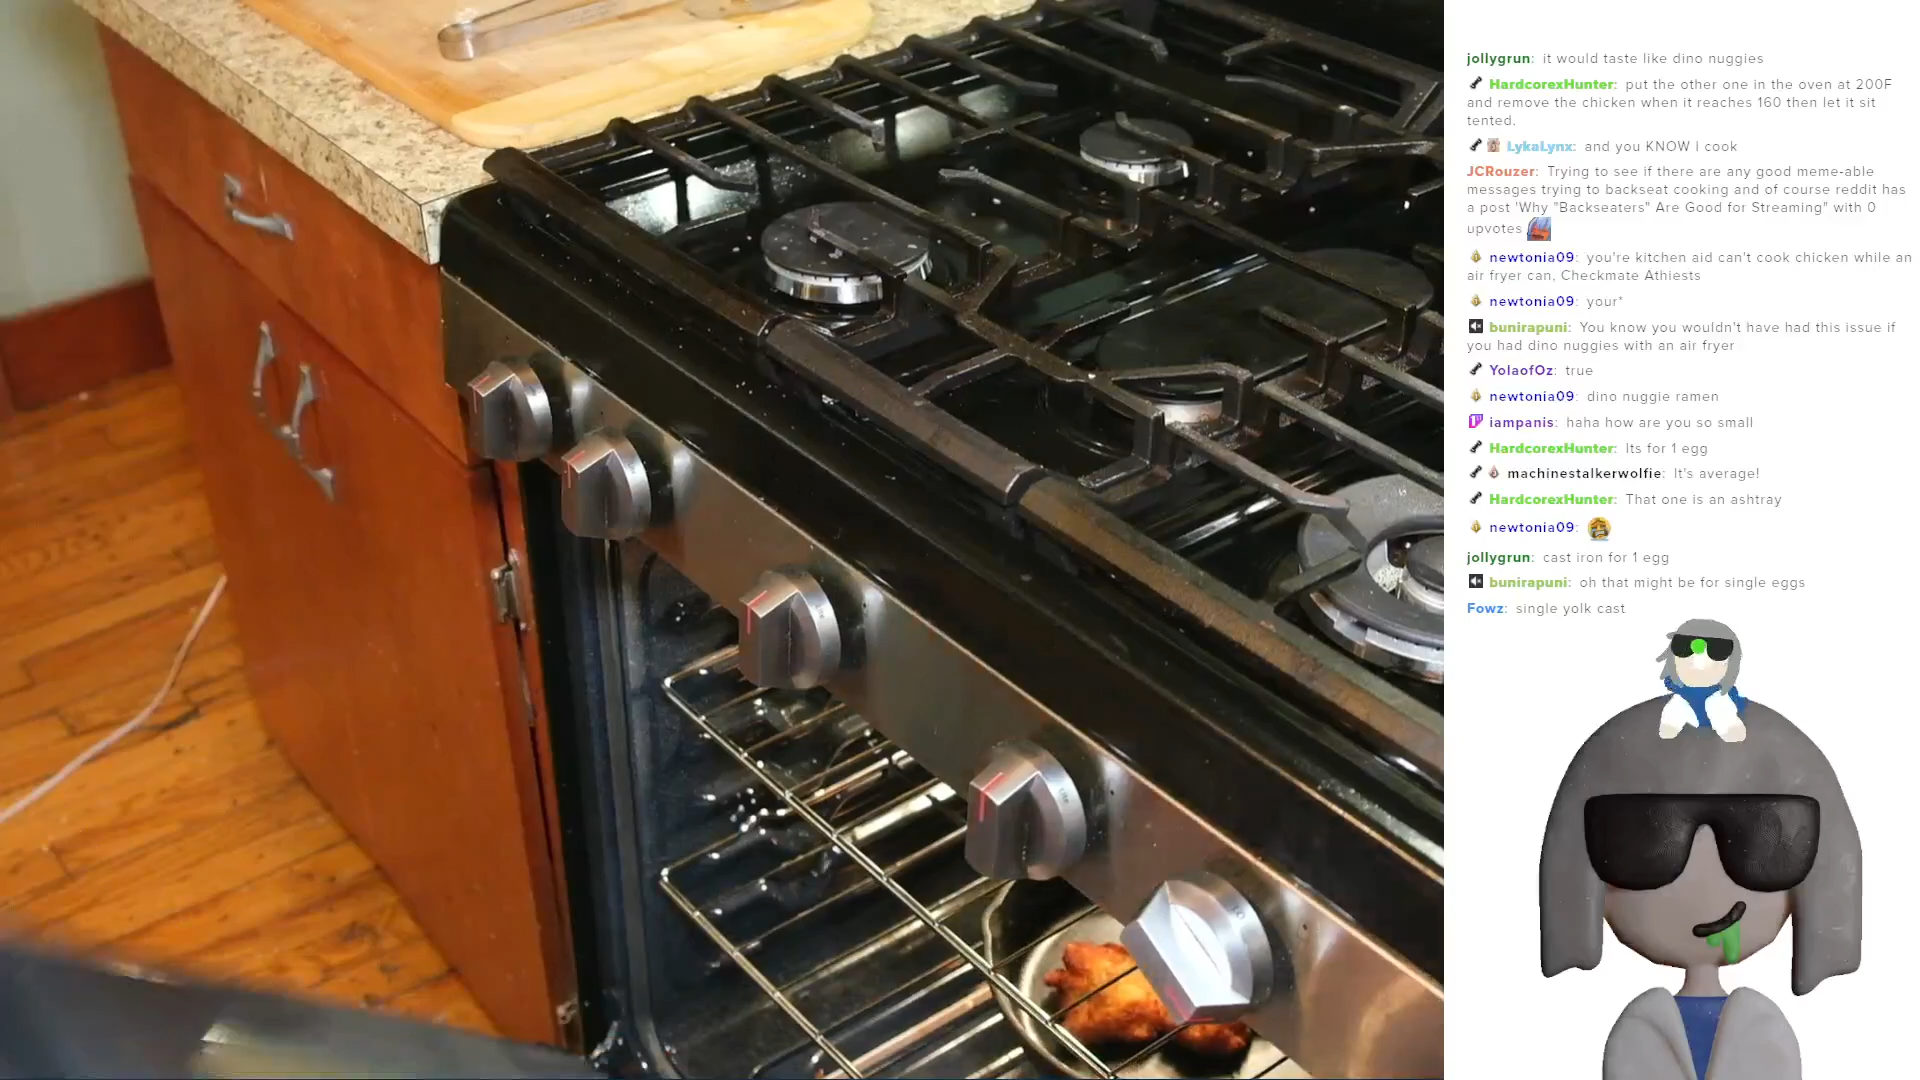 jollygrun: it would taste like dino nuggies
HardcorexHunter: put the other one in the oven at 200F
and remove the chicken when it reaches 160 then let it sit
tented.
LykaLynx: and you KNOW I cook
JCRouzer: Trying to see if there are any good meme-able
messages trying to backseat cooking and of course reddit has
a post 'Why "Backseaters" Are Good for Streaming" with 0
upvotes
newtonia09: you're kitchen aid can't cook chicken while an
air fryer can, Checkmate Athiests
newtonia09: your*
bunirapuni: You know you wouldn't have had this issue if
you had dino nuggies with an air fryer
YolaofOz: true
newtonia09: dino nuggie ramen
iampanis: haha how are you so small
HardcorexHunter: Its for 1 egg
machinestalkerwolfie: It's average!
HardcorexHunter: That one is an ashtray
newtonia09:
jollygrun: cast iron for 1 egg
bunirapuni: oh that might be for single eggs
Fowz: single yolk cast